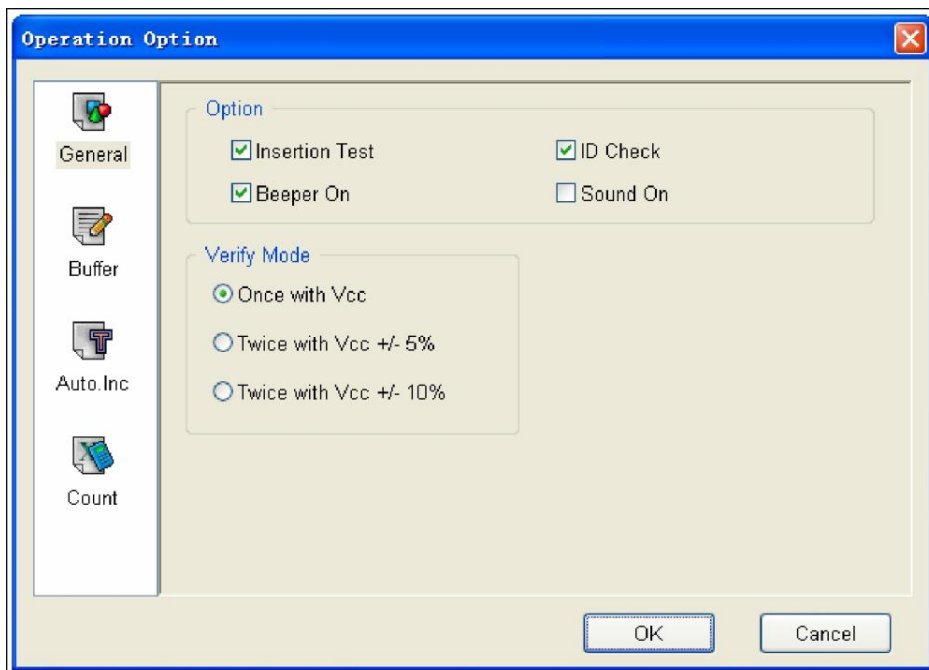 Operation Option
General
Buffer
Auto.Inc
Count
Option
Insertion Test
ID Check
Beeper On
Sound On
Verify Mode
Once with Vcc
Twice with Vcc +/- 5%
Twice with Vcc +/- 10%
OK
Cancel